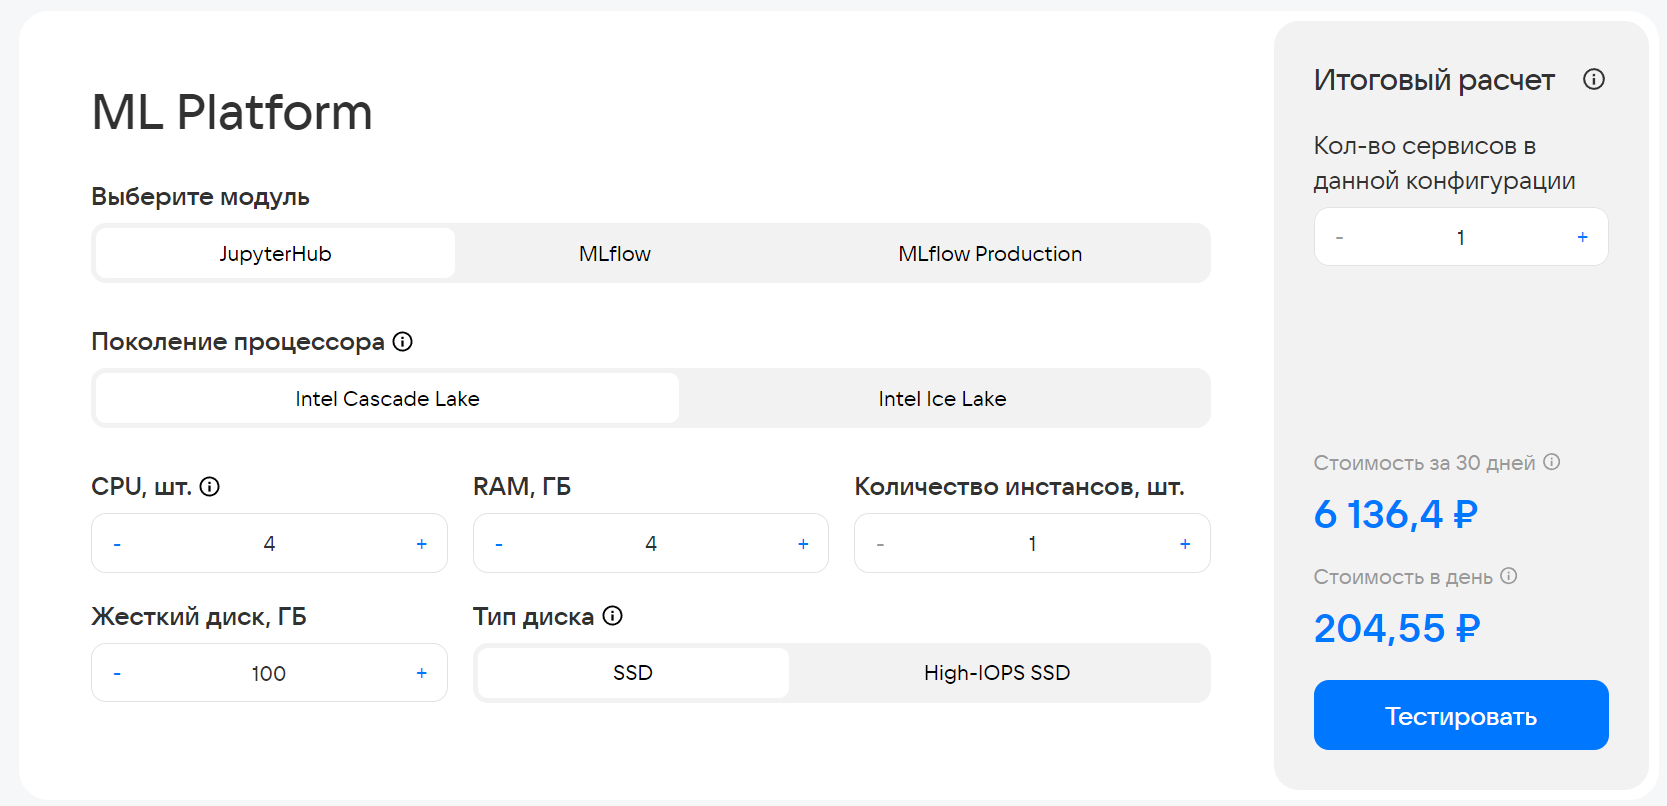 ML Platform
Выберите модуль
JupyterHub
MLflow
MLflow Production
Поколение процессора
Intel Cascade Lake
Intel Ice Lake
CPU, шт.
RAM, ГБ
Количество инстансов, шт.
- 4 +
- 4 +
- 1 +
Жесткий диск, ГБ
Тип диска
- 100 +
SSD
High-IOPS SSD
Итоговый расчет
Кол-во сервисов в
данной конфигурации
- 1 +
Стоимость за 30 дней
6 136,4 ₽
Стоимость в день
204,55 ₽
Тестировать